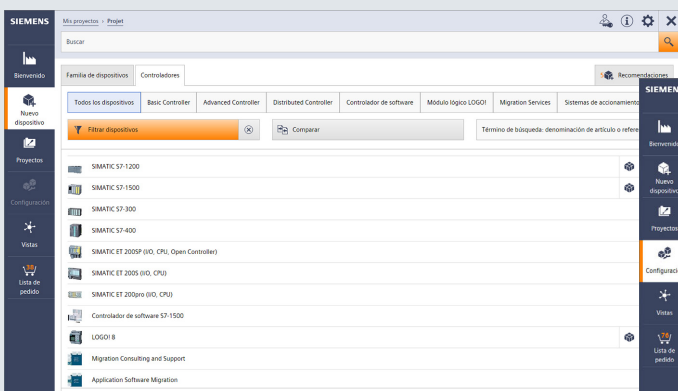 SIEMENS
Mis proyectos › Projet
Buscar
Bienvenido
Nuevo
dispositivo
Proyectos
Configuración
Vistas
Lista de
pedido
Familia de dispositivos
Controladores
Recomendaciones
Todos los dispositivos
Basic Controller
Advanced Controller
Distributed Controller
Controlador de software
Módulo lógico LOGO!
Migration Services
Sistemas de accionamiento
Filtrar dispositivos
Comparar
Término de búsqueda: denominación de artículo o refere
SIMATIC S7-1200
SIMATIC S7-1500
SIMATIC S7-300
SIMATIC S7-400
SIMATIC ET 200SP (I/O, CPU, Open Controller)
SIMATIC ET 200S (I/O, CPU)
SIMATIC ET 200pro (I/O, CPU)
Controlador de software S7-1500
LOGO! 8
Migration Consulting and Support
Application Software Migration
SIEMEN
Bienvenido
Nuevo
dispositivo
Proyectos
Configuraci
Vistas
Lista de
pedido